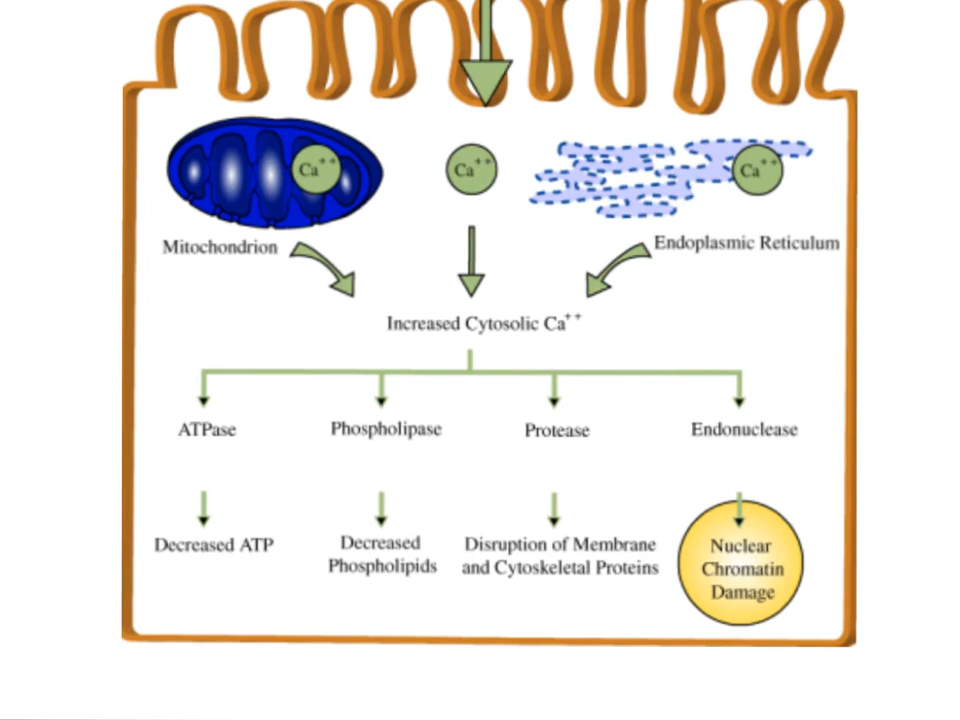 Ca++
Ca++
Ca++
Mitochondrion
Endoplasmic Reticulum
Increased Cytosolic Ca++
ATPase
Phospholipase
Protease
Endonuclease
Decreased ATP
Decreased
Phospholipids
Disruption of Membrane
and Cytoskeletal Proteins
Nuclear
Chromatin
Damage